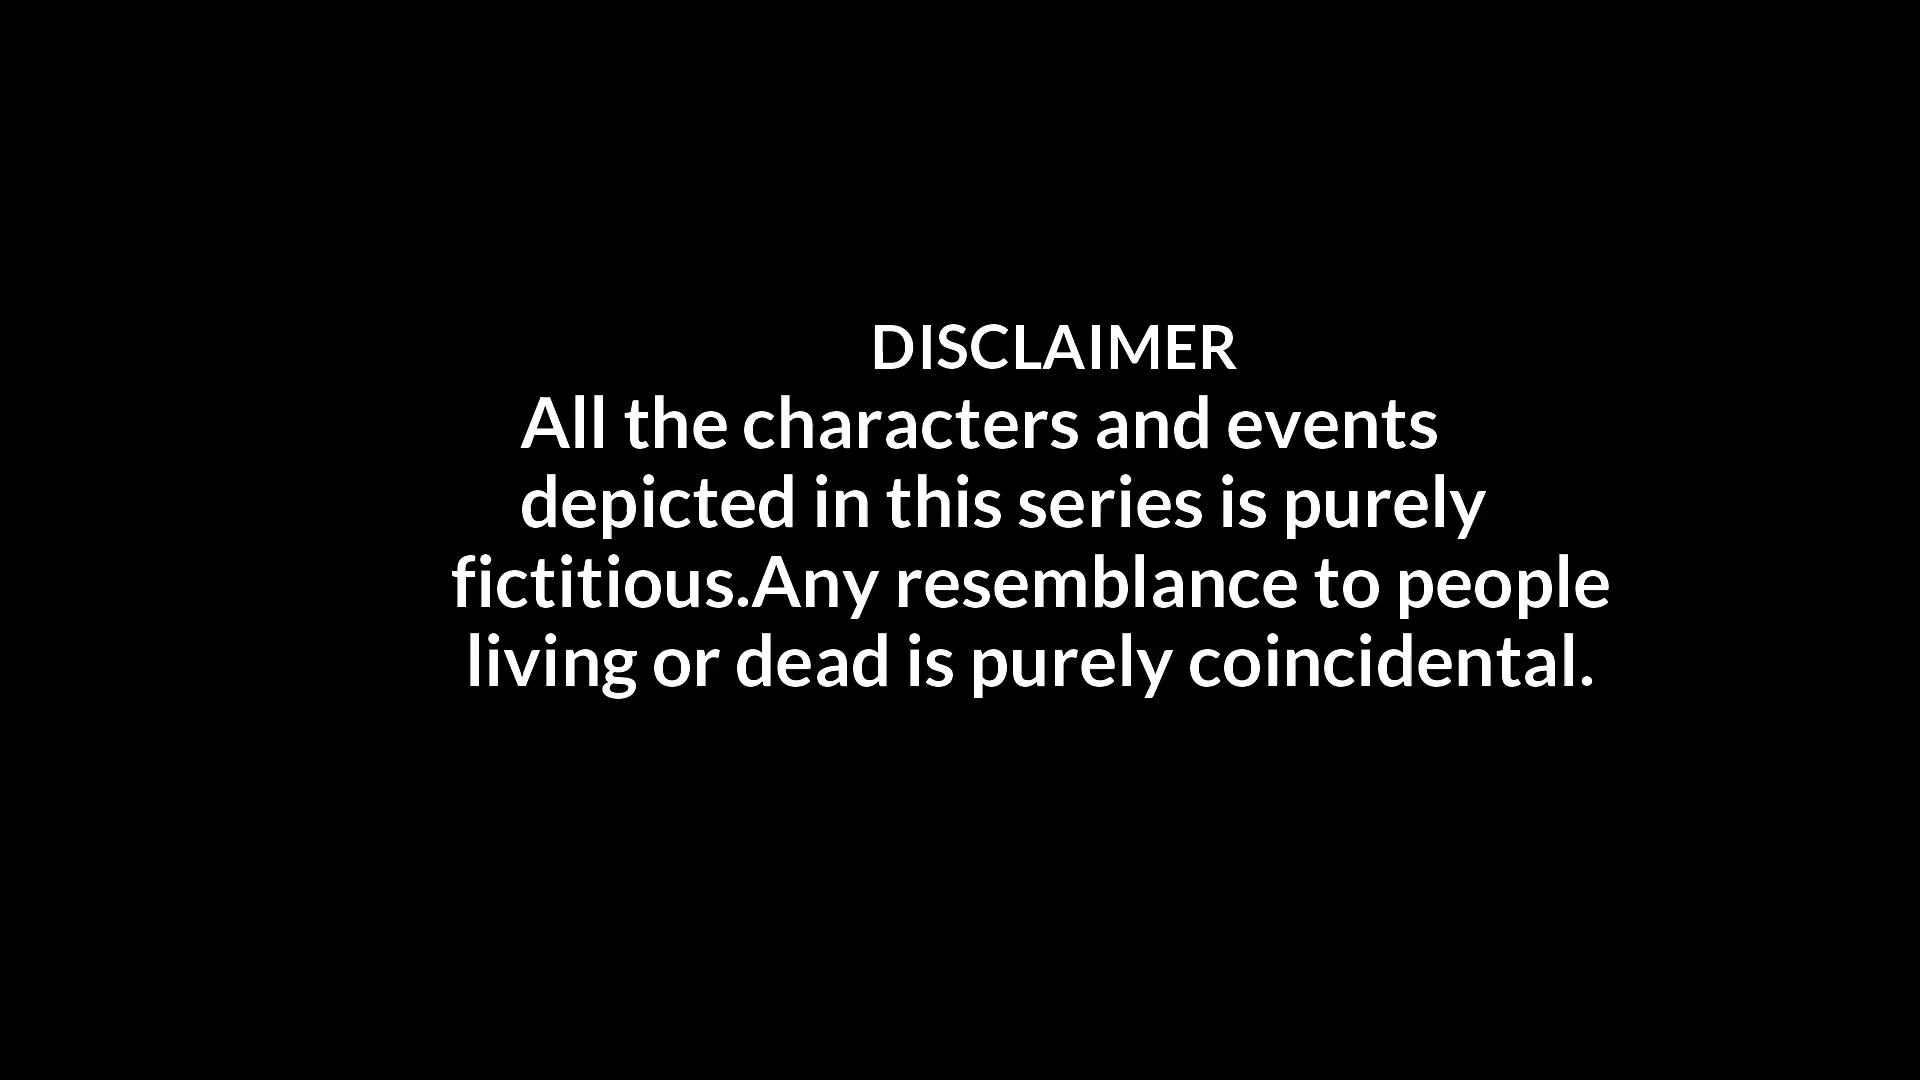 DISCLAIMER
All the characters and events
depicted in this series is purely
fictitious.Any resemblance to people
living or dead is purely coincidental.